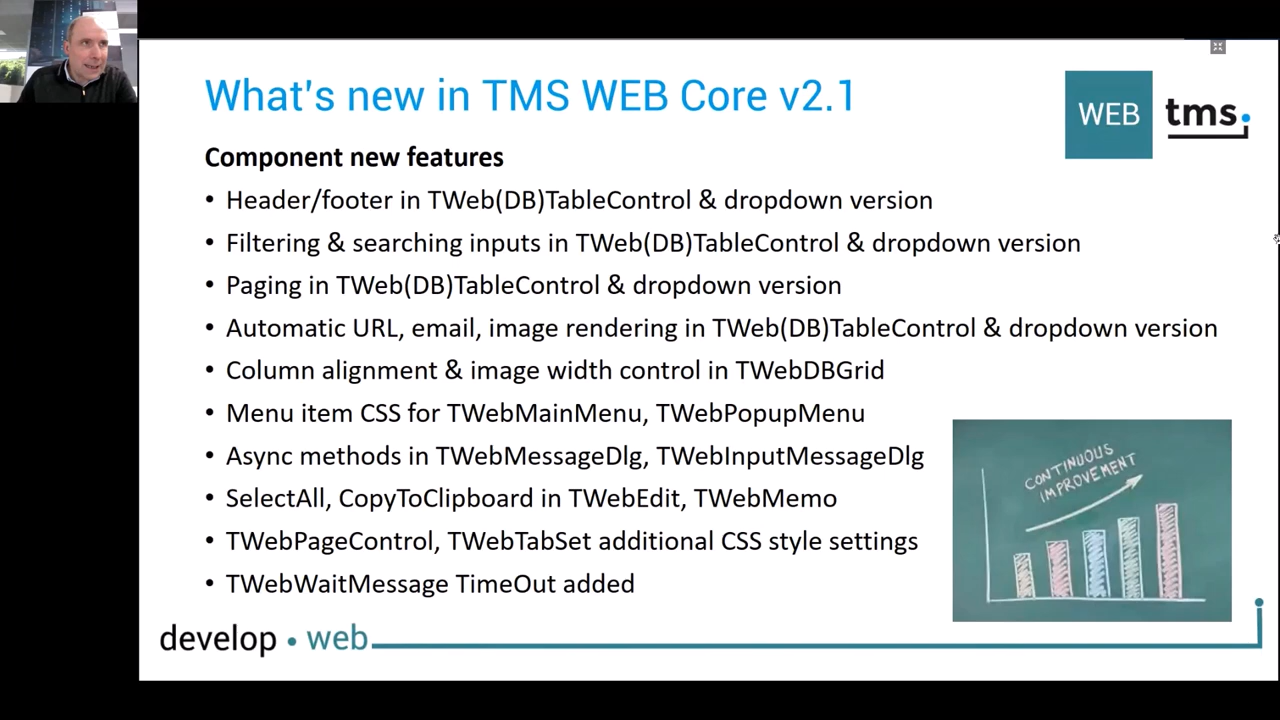 What's new in TMS WEB Core v2.1
WEB
tms.
Component new features
• Header/footer in TWeb(DB)TableControl & dropdown version
• Filtering & searching inputs in TWeb(DB)TableControl & dropdown version
• Paging in TWeb(DB)TableControl & dropdown version
• Automatic URL, email, image rendering in TWeb(DB)TableControl & dropdown version
• Column alignment & image width control in TWebDBGrid
• Menu item CSS for TWebMainMenu, TWebPopupMenu
• Async methods in TWebMessageDlg, TWebInputMessageDlg
• SelectAll, CopyToClipboard in TWebEdit, TWebMemo
• TWebPageControl, TWebTabSet additional CSS style settings
• TWebWaitMessage TimeOut added
CONTINUOUS
IMPROVEMENT
develop • web